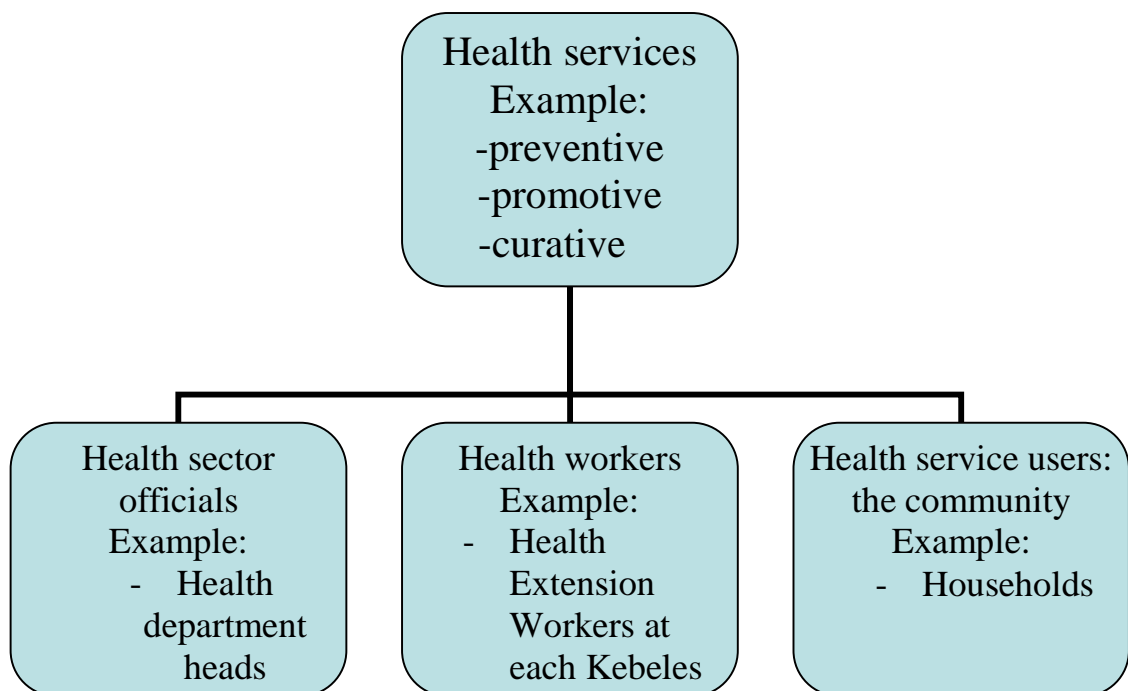 Health services
Example:
-preventive
-promotive
-curative
Health sector
officials
Example:
- Health
department
heads
Health workers
Example:
- Health
Extension
Workers at
each Kebeles
Health service users:
the community
Example:
- Households